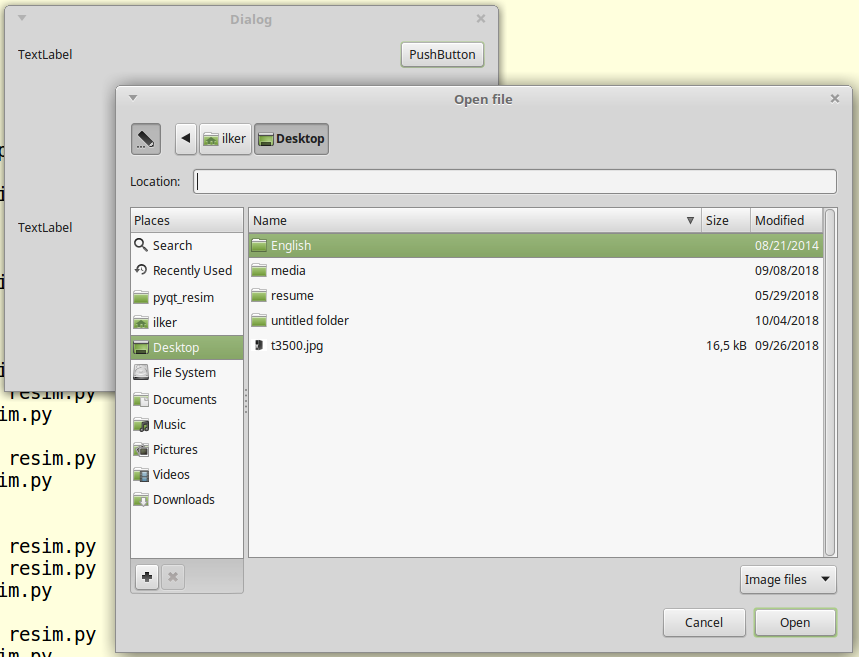 Dialog
TextLabel
PushButton
TextLabel
resim.py
im.py
resim.py
im.py
resim.py
resim.py
im.py
resim.py
im.py
Open file
ilker
Desktop
Location:
Places
Search
Recently Used
pyqt_resim
ilker
Desktop
File System
Documents
Music
Pictures
Videos
Downloads
Name Size Modified
English 08/21/2014
media 09/08/2018
resume 05/29/2018
untitled folder 10/04/2018
t3500.jpg 16,5 kB 09/26/2018
Image files
Cancel
Open